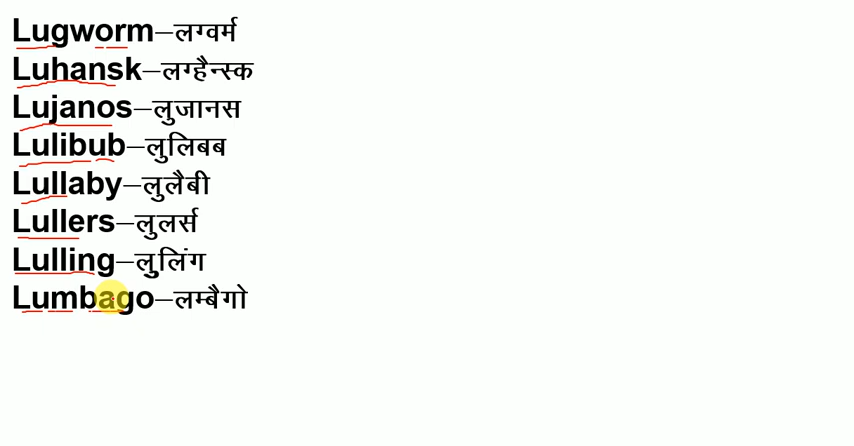 Lugworm–लग्वर्म
Luhansk–लग्हैन्स्क
Lujanos–लुजानस
Lulibub–लुलिबब
Lullaby–लुलैबी
Lullers–लुलर्स
Lulling–लुलिंग
Lumbago–लम्बैगो